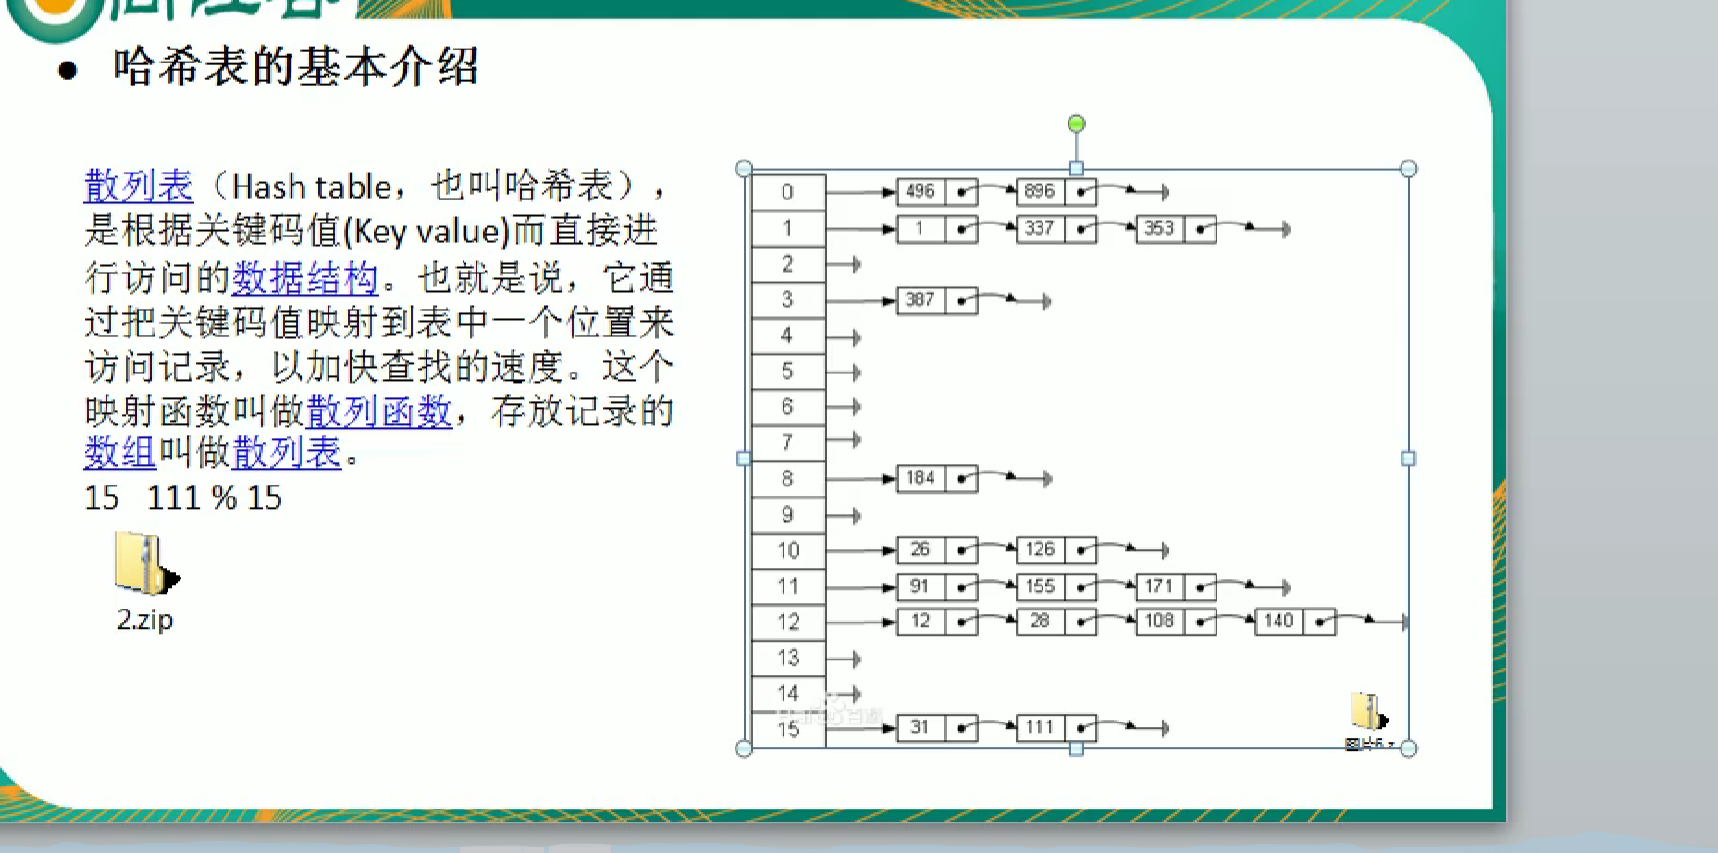 哈希表的基本介绍
散列表（Hash table，也叫哈希表），
是根据关键码值(Key value)而直接进
行访问的数据结构。也就是说，它通
过把关键码值映射到表中一个位置来
访问记录，以加快查找的速度。这个
映射函数叫做散列函数，存放记录的
数组叫做散列表。
15 111 % 15
2.zip
0 496 896
1 1 337 353
2
3 387
4
5
6
7
8 184
9
10 26 126
11 91 155 171
12 12 28 108 140
13
14
15 31 111